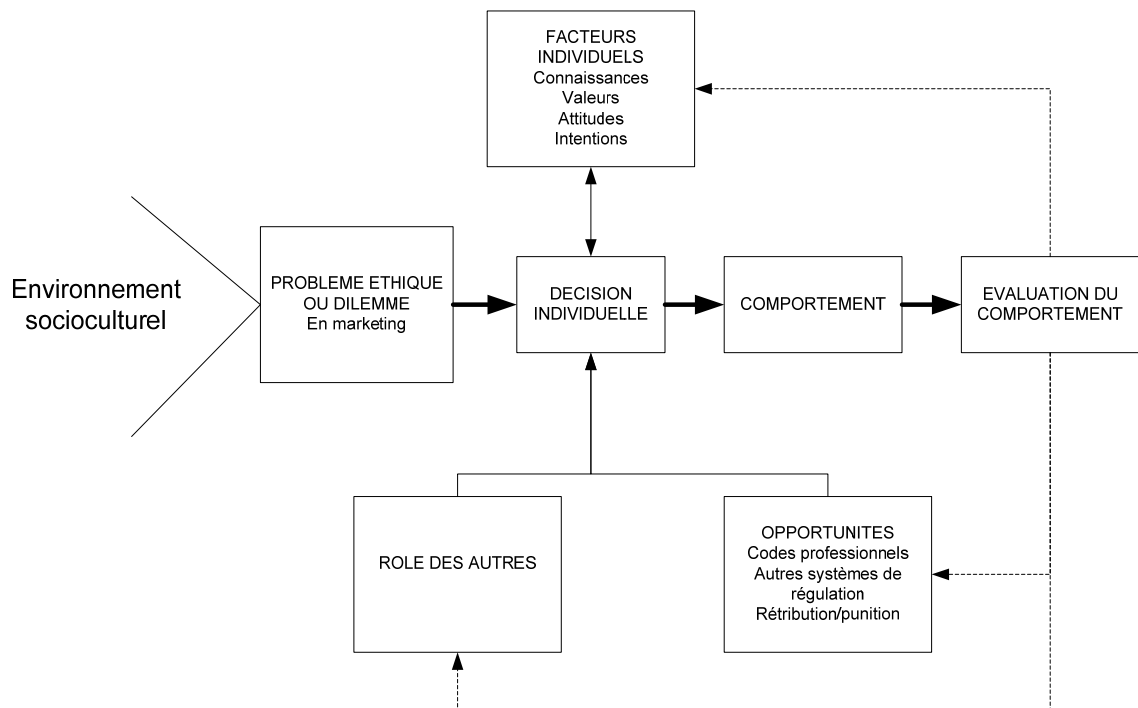 FACTEURS
INDIVIDUELS
Connaissances
Valeurs
Attitudes
Intentions
Environnement
socioculturel
PROBLEME ETHIQUE
OU DILEMME
En marketing
DECISION
INDIVIDUELLE
COMPORTEMENT
EVALUATION DU
COMPORTEMENT
ROLE DES AUTRES
OPPORTUNITES
Codes professionnels
Autres systèmes de
régulation
Rétribution/punition